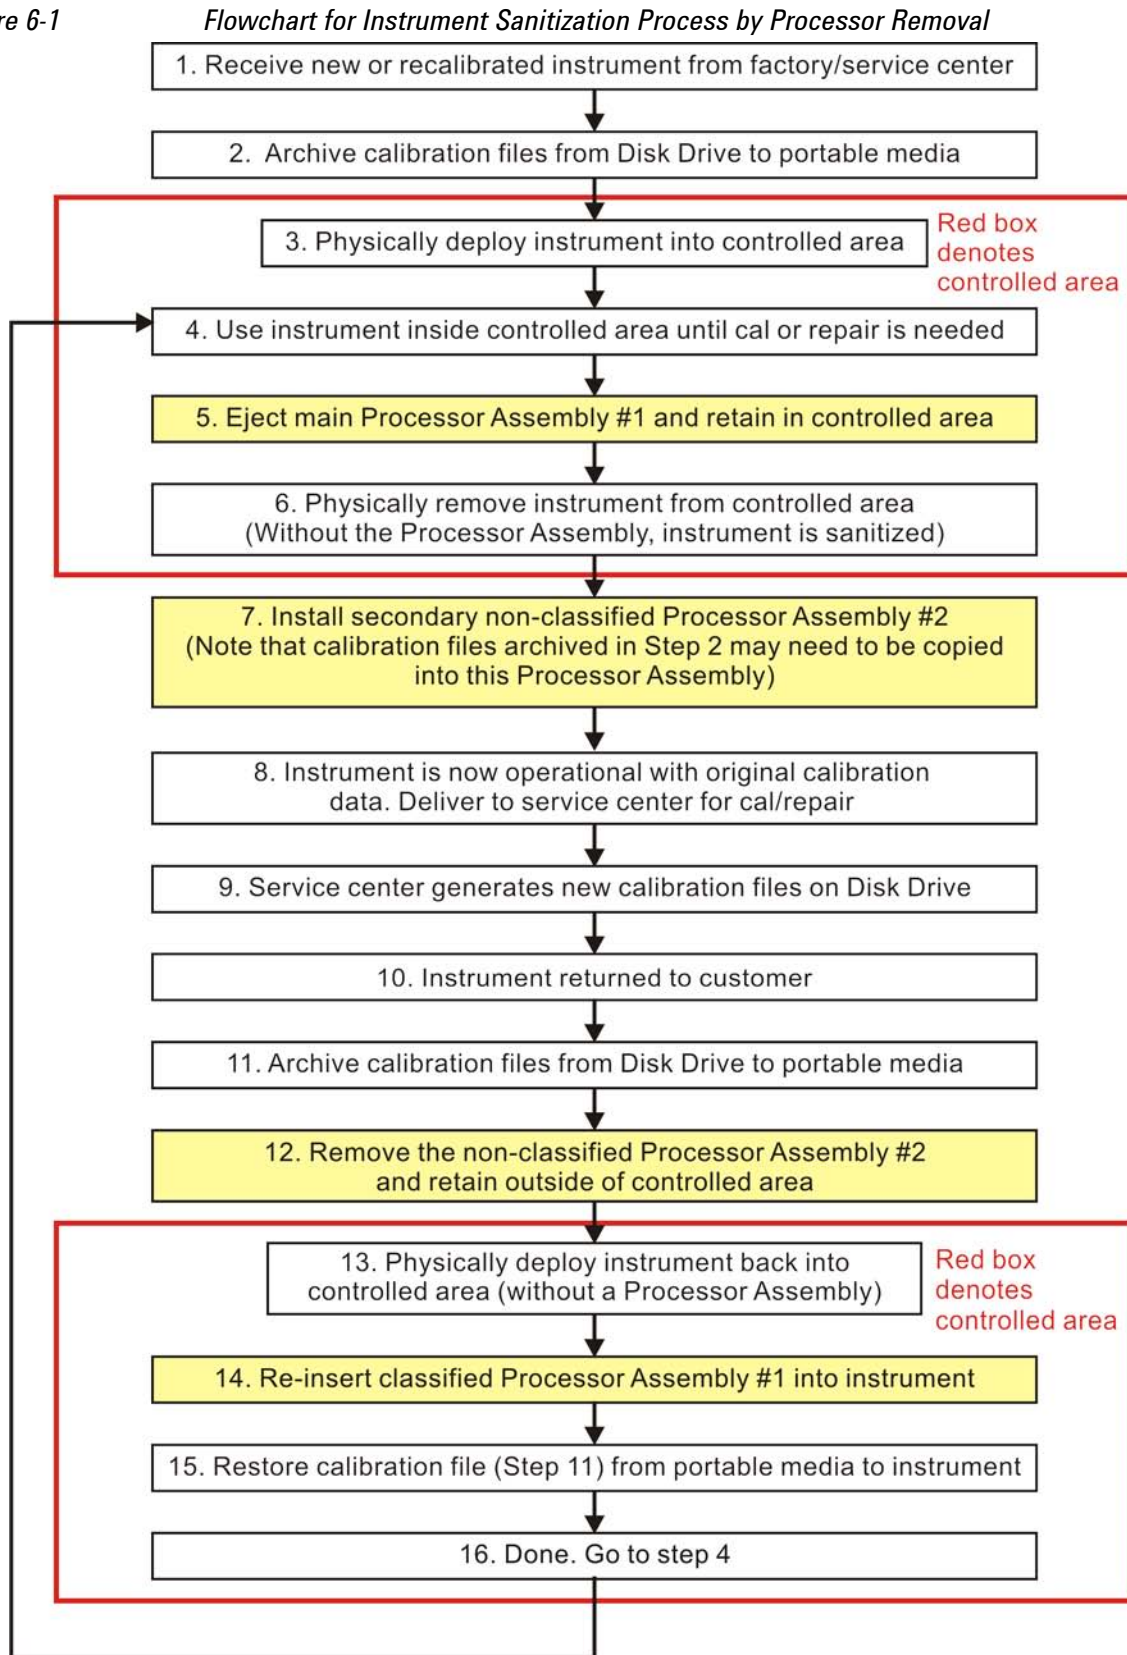 re 6-1 Flowchart for Instrument Sanitization Process by Processor Removal
1. Receive new or recalibrated instrument from factory/service center
2. Archive calibration files from Disk Drive to portable media
3. Physically deploy instrument into controlled area
Red box
denotes
controlled area
4. Use instrument inside controlled area until cal or repair is needed
5. Eject main Processor Assembly #1 and retain in controlled area
6. Physically remove instrument from controlled area
(Without the Processor Assembly, instrument is sanitized)
7. Install secondary non-classified Processor Assembly #2
(Note that calibration files archived in Step 2 may need to be copied
into this Processor Assembly)
8. Instrument is now operational with original calibration
data. Deliver to service center for cal/repair
9. Service center generates new calibration files on Disk Drive
10. Instrument returned to customer
11. Archive calibration files from Disk Drive to portable media
12. Remove the non-classified Processor Assembly #2
and retain outside of controlled area
13. Physically deploy instrument back into
controlled area (without a Processor Assembly)
Red box
denotes
controlled area
14. Re-insert classified Processor Assembly #1 into instrument
15. Restore calibration file (Step 11) from portable media to instrument
16. Done. Go to step 4